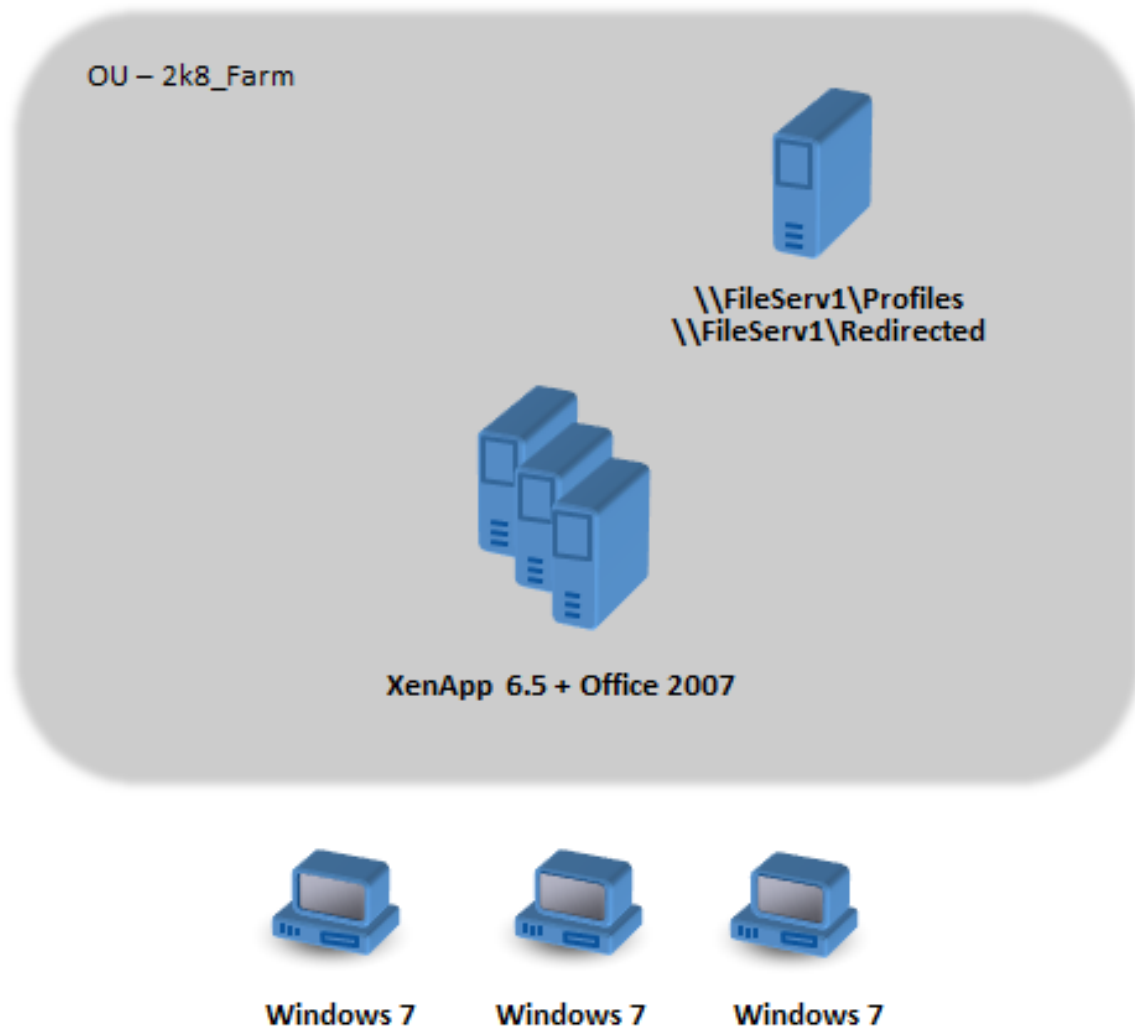 OU – 2k8_Farm
\\FileServ1\Profiles
\\FileServ1\Redirected
XenApp 6.5 + Office 2007
Windows 7
Windows 7
Windows 7